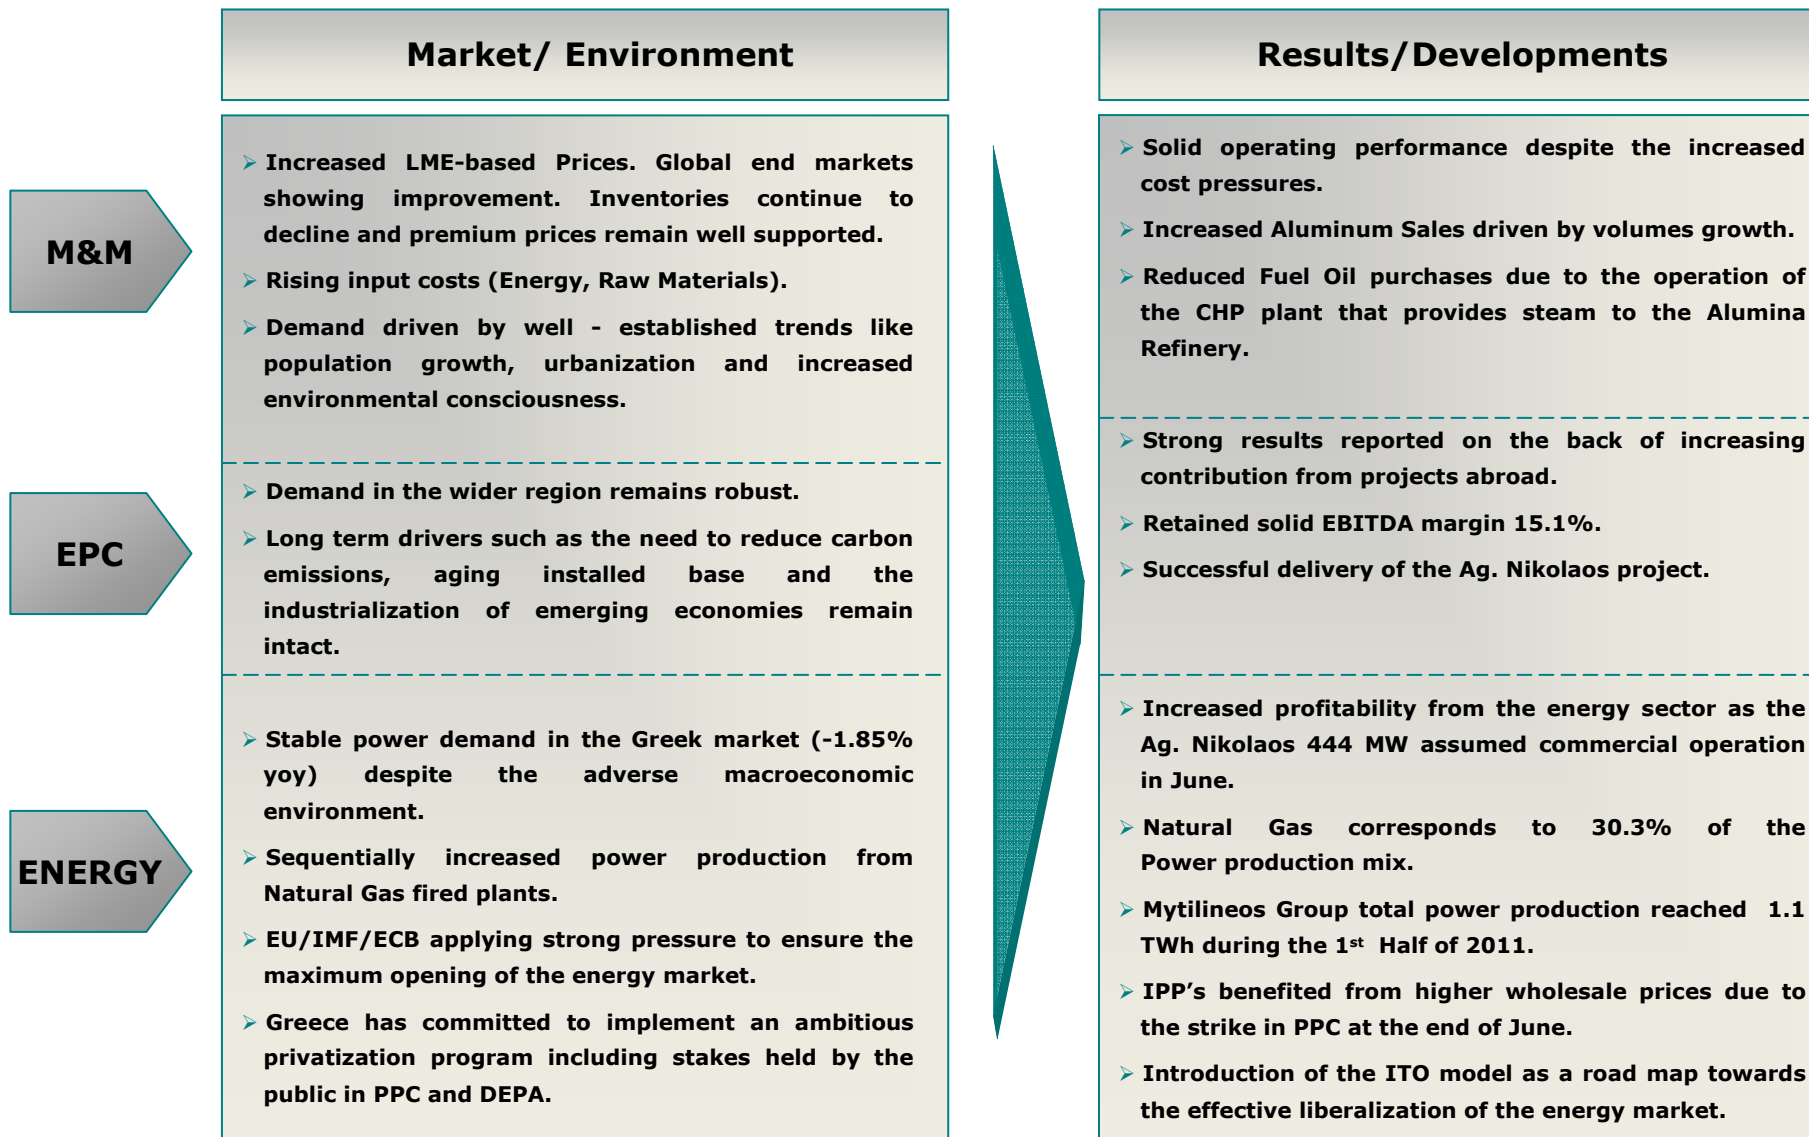 Market/ Environment
Results/Developments
M&M
➢ Increased LME-based Prices. Global end markets
showing improvement. Inventories continue to
decline and premium prices remain well supported.
➢ Rising input costs (Energy, Raw Materials).
➢ Demand driven by well - established trends like
population growth, urbanization and increased
environmental consciousness.
➢ Solid operating performance despite the increased
cost pressures.
➢ Increased Aluminum Sales driven by volumes growth.
➢ Reduced Fuel Oil purchases due to the operation of
the CHP plant that provides steam to the Alumina
Refinery.
EPC
➢ Demand in the wider region remains robust.
➢ Long term drivers such as the need to reduce carbon
emissions, aging installed base and the
industrialization of emerging economies remain
intact.
➢ Strong results reported on the back of increasing
contribution from projects abroad.
➢ Retained solid EBITDA margin 15.1%.
➢ Successful delivery of the Ag. Nikolaos project.
ENERGY
➢ Stable power demand in the Greek market (-1.85%
yoy) despite the adverse macroeconomic
environment.
➢ Sequentially increased power production from
Natural Gas fired plants.
➢ EU/IMF/ECB applying strong pressure to ensure the
maximum opening of the energy market.
➢ Greece has committed to implement an ambitious
privatization program including stakes held by the
public in PPC and DEPA.
➢ Increased profitability from the energy sector as the
Ag. Nikolaos 444 MW assumed commercial operation
in June.
➢ Natural Gas corresponds to 30.3% of the
Power production mix.
➢ Mytilineos Group total power production reached 1.1
TWh during the 1st Half of 2011.
➢ IPP’s benefited from higher wholesale prices due to
the strike in PPC at the end of June.
➢ Introduction of the ITO model as a road map towards
the effective liberalization of the energy market.